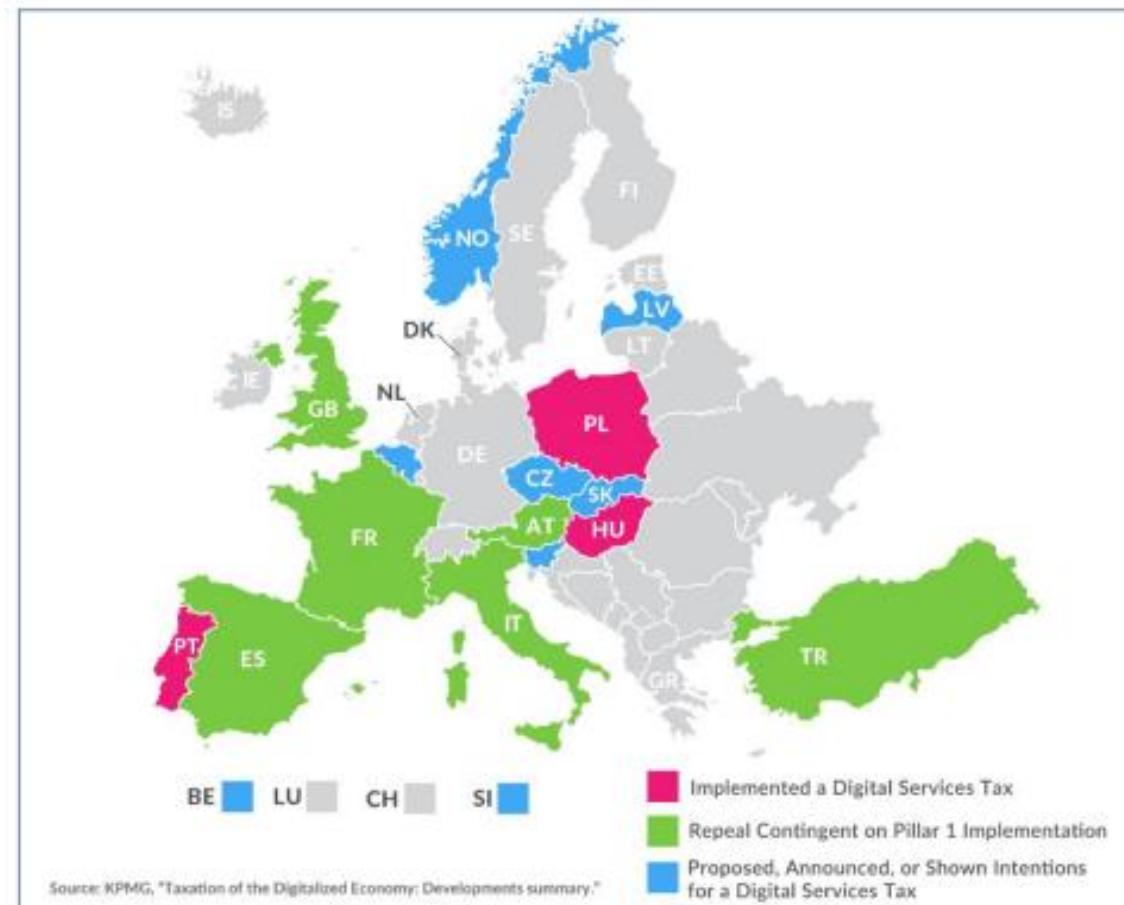 IS
FI
NO
SE
EE
LV
DK
LT
IE
NL
GB
PL
DE
CZ
SK
FR
AT
HU
IT
PT
ES
TR
GR
BE
LU
CH
SI
Implemented a Digital Services Tax
Repeal Contingent on Pillar 1 Implementation
Proposed, Announced, or Shown Intentions
for a Digital Services Tax
Source: KPMG, "Taxation of the Digitalized Economy: Developments summary."